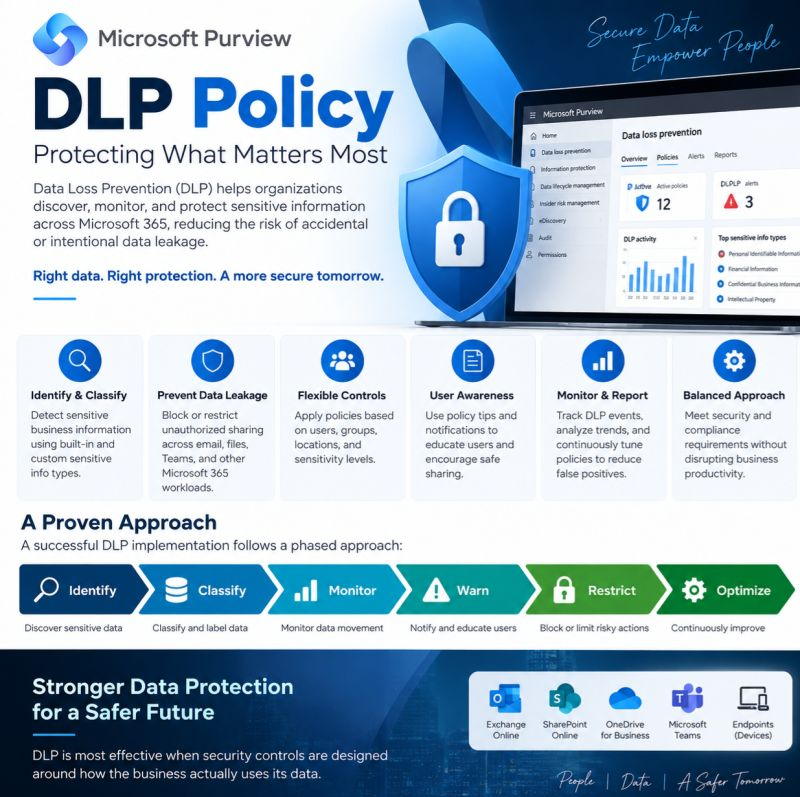 Microsoft Purview
DLP Policy
Protecting What Matters Most
Data Loss Prevention (DLP) helps organizations
discover, monitor, and protect sensitive information
across Microsoft 365, reducing the risk of accidental
or intentional data leakage.
Right data. Right protection. A more secure tomorrow.
Secure Data
Empower People
Microsoft Purview
Home
Data loss prevention
Information protection
Data lifecycle management
Insider risk management
eDiscovery
Audit
Permissions
Data loss prevention
Overview Policies Alerts Reports
Active policies
12
DLPLP alerts
3
DLP activity
Top sensitive info types
Personal Identifiable Informati
Financial Information
Confidential Business Informat
Intellectual Property
Identify & Classify
Detect sensitive
business information
using built-in and
custom sensitive
info types.
Prevent Data Leakage
Block or restrict
unauthorized sharing
across email, files,
Teams, and other
Microsoft 365
workloads.
Flexible Controls
Apply policies based
on users, groups,
locations, and
sensitivity levels.
User Awareness
Use policy tips and
notifications to
educate users and
encourage safe
sharing.
Monitor & Report
Track DLP events,
analyze trends, and
continuously tune
policies to reduce
false positives.
Balanced Approach
Meet security and
compliance
requirements without
disrupting business
productivity.
A Proven Approach
A successful DLP implementation follows a phased approach:
Identify
Classify
Monitor
Warn
Restrict
Optimize
Discover sensitive data
Classify and label data
Monitor data movement
Notify and educate users
Block or limit risky actions
Continuously improve
Stronger Data Protection
for a Safer Future
DLP is most effective when security controls are designed
around how the business actually uses its data.
Exchange
Online
SharePoint
Online
OneDrive
for Business
Microsoft
Teams
Endpoints
(Devices)
People | Data | A Safer Tomorrow